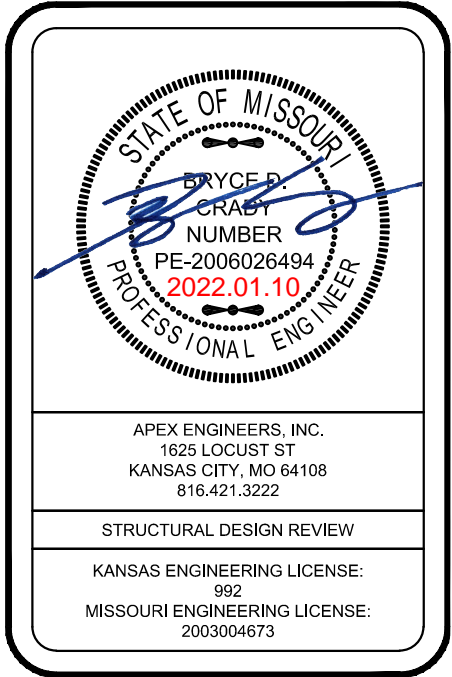 STATE OF MISSOURI
BRYCE D.
CRADY
NUMBER
PE-2006026494
2022.01.10
PROFESSIONAL ENGINEER
APEX ENGINEERS, INC.
1625 LOCUST ST
KANSAS CITY, MO 64108
816.421.3222
STRUCTURAL DESIGN REVIEW
KANSAS ENGINEERING LICENSE:
992
MISSOURI ENGINEERING LICENSE:
2003004673